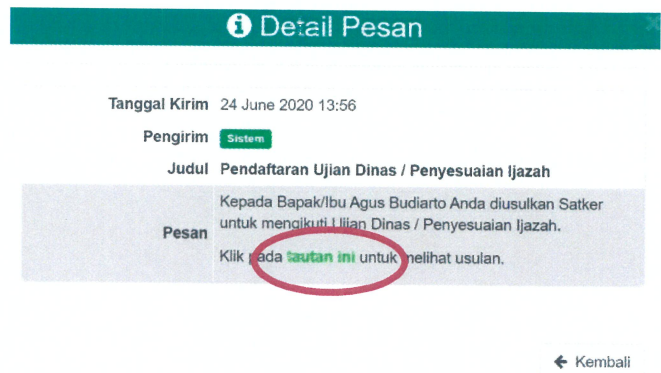 Detail Pesan
Tanggal Kirim 24 June 2020 13:56
Pengirim Sistem
Judul Pendaftaran Ujian Dinas / Penyesuaian Ijazah
Kepada Bapak/Ibu Agus Budiarto Anda diusulkan Satker
untuk mengikuti Ujian Dinas / Penyesuaian Ijazah.
Pesan
Klik pada tautan ini untuk melihat usulan.
Kembali